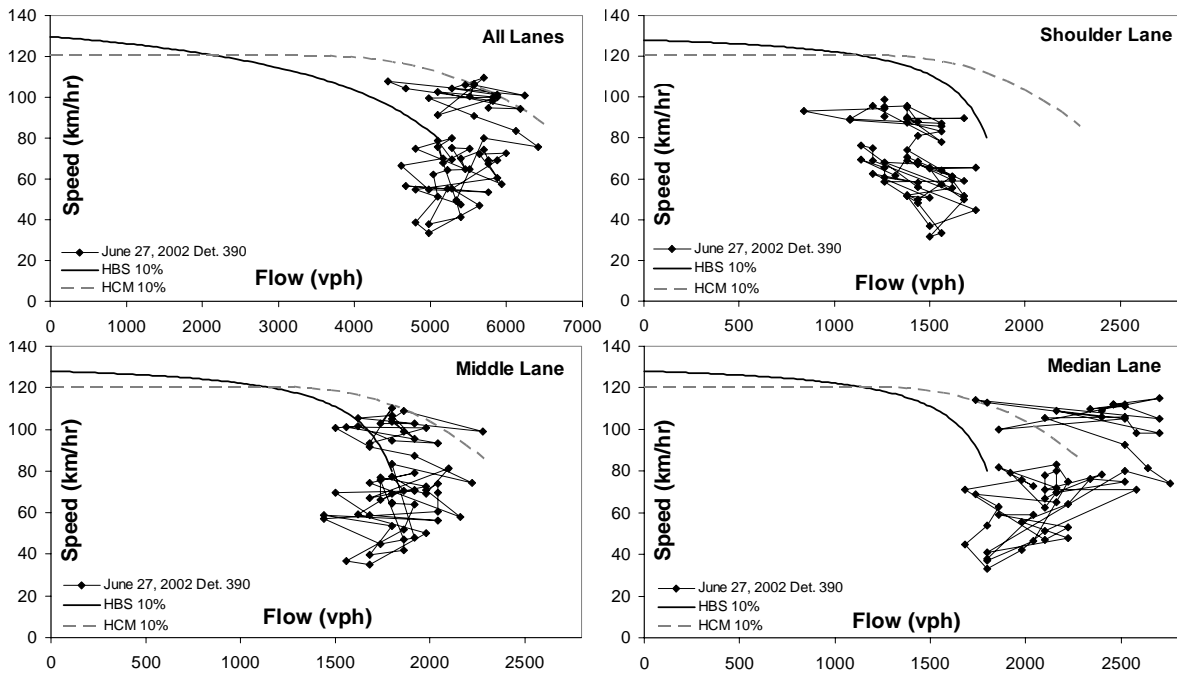 All Lanes
Speed (km/hr)
140
120
100
80
60
40
20
0
June 27, 2002 Det. 390
HBS 10%
HCM 10%
Flow (vph)
0 1000 2000 3000 4000 5000 6000 7000
Shoulder Lane
Speed (km/hr)
140
120
100
80
60
40
20
0
June 27, 2002 Det. 390
HBS 10%
HCM 10%
Flow (vph)
0 500 1000 1500 2000 2500
Middle Lane
Speed (km/hr)
140
120
100
80
60
40
20
0
June 27, 2002 Det. 390
HBS 10%
HCM 10%
Flow (vph)
0 500 1000 1500 2000 2500
Median Lane
Speed (km/hr)
140
120
100
80
60
40
20
0
June 27, 2002 Det. 390
HBS 10%
HCM 10%
Flow (vph)
0 500 1000 1500 2000 2500